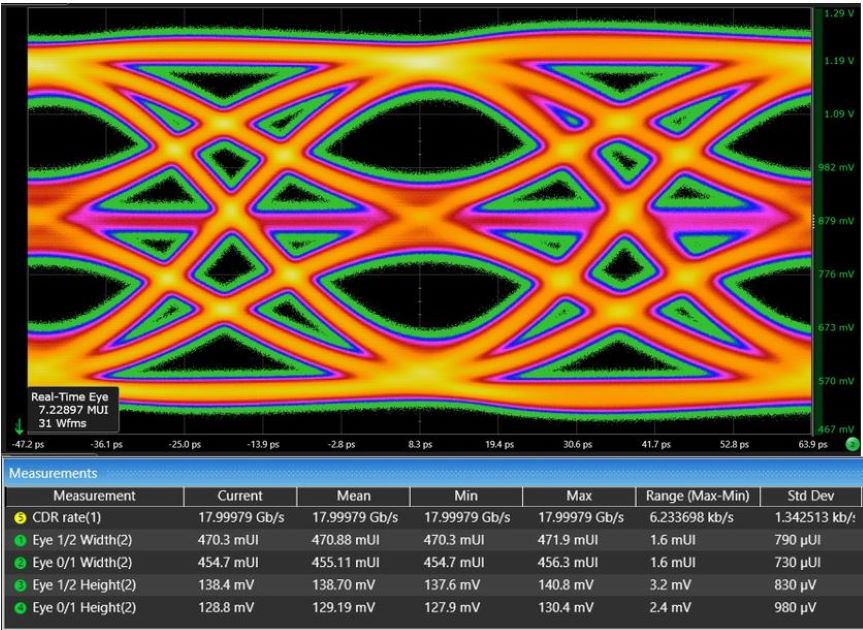 1.29 V
1.19 V
1.09 V
982 mV
879 mV
776 mV
673 mV
570 mV
467 mV
Real-Time Eye
7.22897 MUI
31 Wfms
-47.2 ps -36.1 ps -25.0 ps -13.9 ps -2.8 ps 8.3 ps 19.4 ps 30.6 ps 41.7 ps 52.8 ps 63.9 ps 2
Measurements
Measurement Current Mean Min Max Range (Max-Min) Std Dev
5 CDR rate(1) 17.99979 Gb/s 17.99979 Gb/s 17.99979 Gb/s 17.99979 Gb/s 6.233698 kb/s 1.342513 kb/s
1 Eye 1/2 Width(2) 470.3 mUI 470.88 mUI 470.3 mUI 471.9 mUI 1.6 mUI 790 µUI
2 Eye 0/1 Width(2) 454.7 mUI 455.11 mUI 454.7 mUI 456.3 mUI 1.6 mUI 730 µUI
3 Eye 1/2 Height(2) 138.4 mV 138.70 mV 137.6 mV 140.8 mV 3.2 mV 830 µV
4 Eye 0/1 Height(2) 128.8 mV 129.19 mV 127.9 mV 130.4 mV 2.4 mV 980 µV